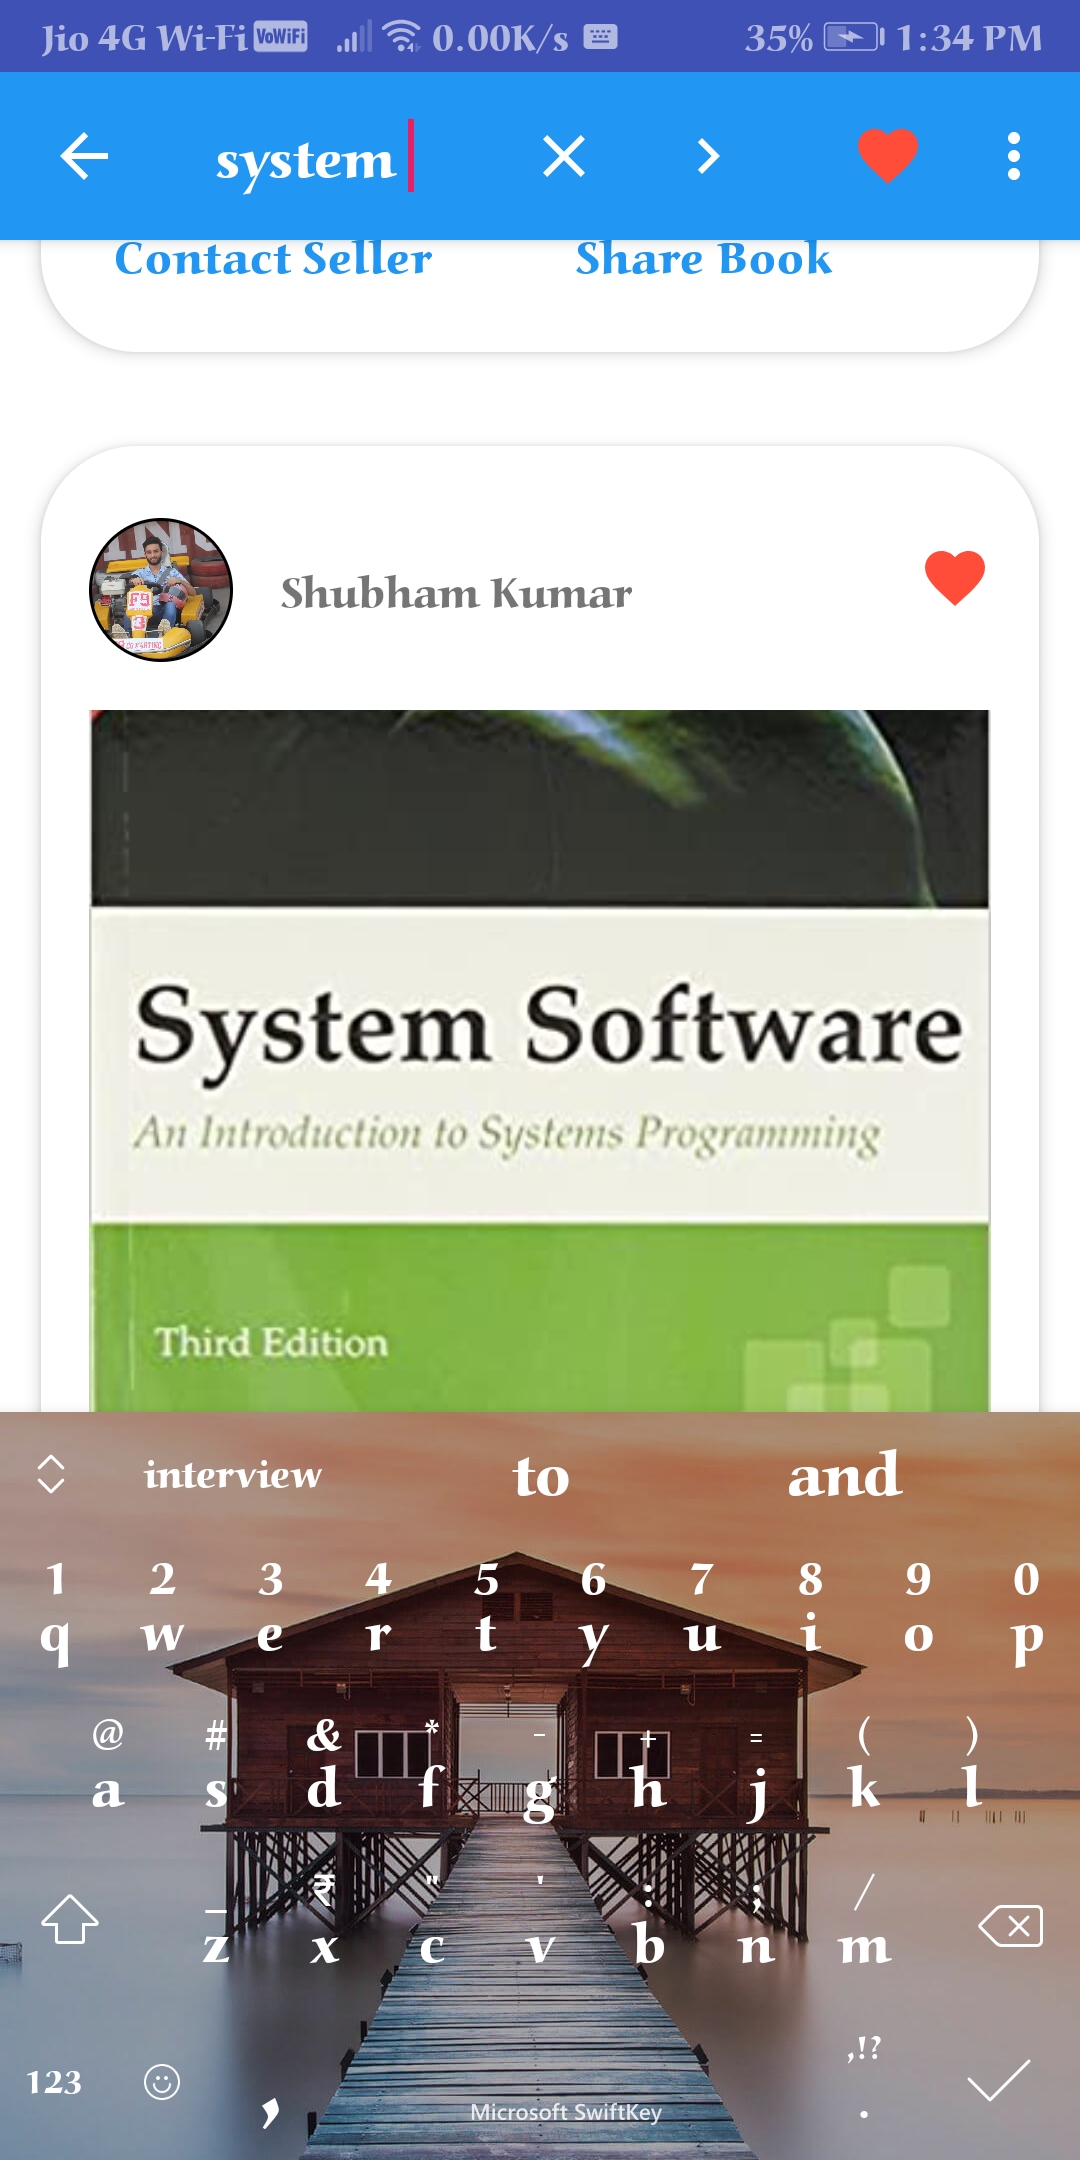 Jio 4G Wi-Fi VoWiFi 0.00K/s 35% 1:34 PM
system
Contact Seller Share Book
Shubham Kumar
F9
System Software
An Introduction to Systems Programming
Third Edition
interview to and
1 2 3 4 5 6 7 8 9 0
q w e r t y u i o p
@ # & * - + = ( )
a s d f g h j k l
_ ₹ " ' : ; /
z x c v b n m
,!?
123 , Microsoft SwiftKey .